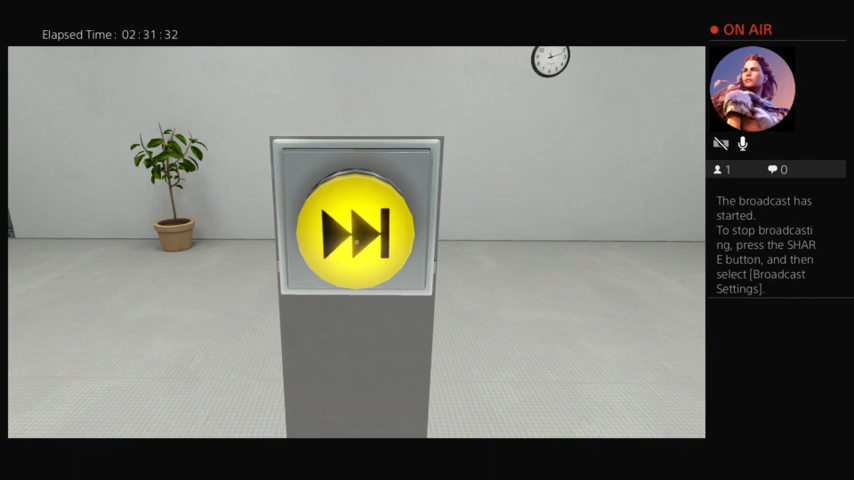 Elapsed Time: 02:31:32
ON AIR
1
0
The broadcast has
started.
To stop broadcasti
ng, press the SHAR
E button, and then
select [Broadcast
Settings].